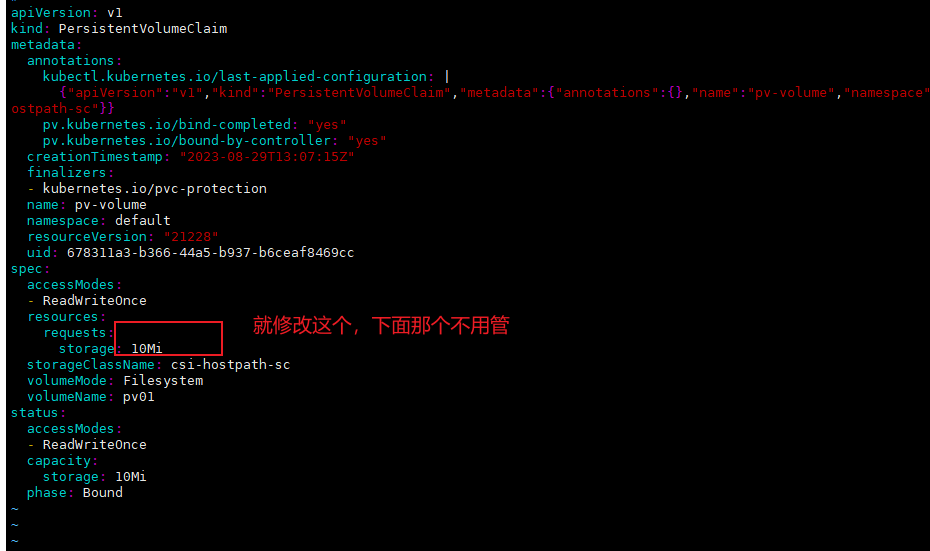 apiVersion: v1
kind: PersistentVolumeClaim
metadata:
  annotations:
    kubectl.kubernetes.io/last-applied-configuration: |
      {"apiVersion":"v1","kind":"PersistentVolumeClaim","metadata":{"annotations":{},"name":"pv-volume","namespace"
ostpath-sc"}}
    pv.kubernetes.io/bind-completed: "yes"
    pv.kubernetes.io/bound-by-controller: "yes"
  creationTimestamp: "2023-08-29T13:07:15Z"
  finalizers:
  - kubernetes.io/pvc-protection
  name: pv-volume
  namespace: default
  resourceVersion: "21228"
  uid: 678311a3-b366-44a5-b937-b6ceaf8469cc
spec:
  accessModes:
  - ReadWriteOnce
  resources:
就修改这个，下面那个不用管
    requests:
      storage: 10Mi
  storageClassName: csi-hostpath-sc
  volumeMode: Filesystem
  volumeName: pv01
status:
  accessModes:
  - ReadWriteOnce
  capacity:
    storage: 10Mi
  phase: Bound
~
~
~